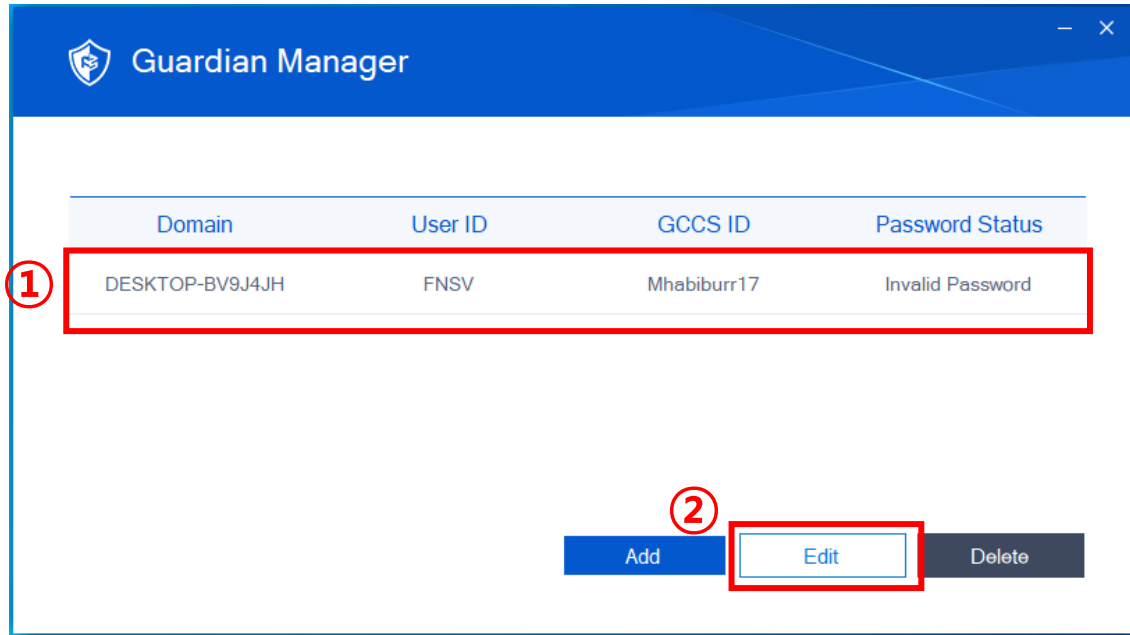 Guardian Manager
Domain User ID GCCS ID Password Status
① DESKTOP-BV9J4JH FNSV Mhabiburr17 Invalid Password
②
Add Edit Delete